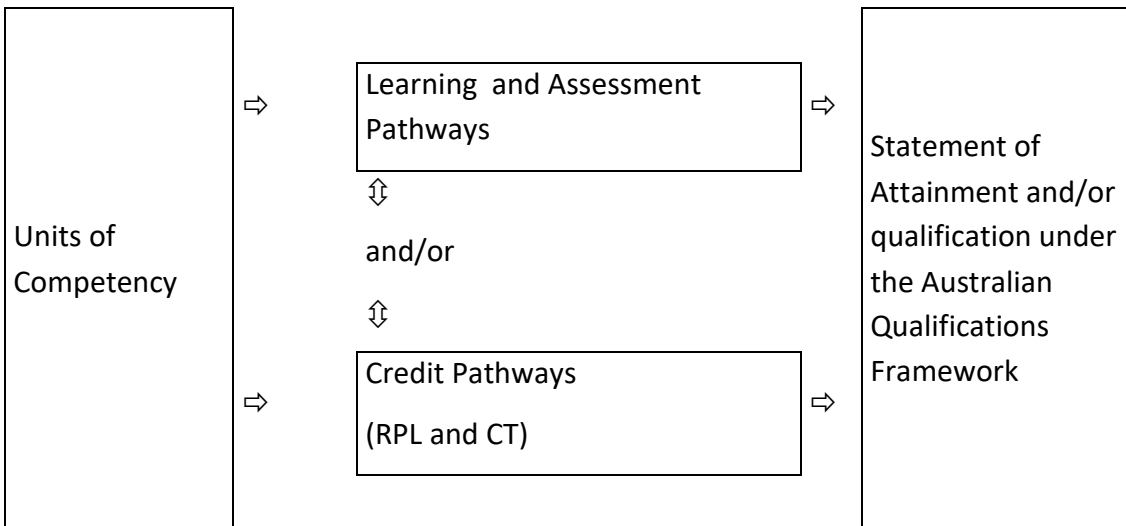 Units of
Competency
⇨
Learning and Assessment
Pathways
⇨
⇳
and/or
⇳
⇨
Credit Pathways
(RPL and CT)
⇨
Statement of
Attainment and/or
qualification under
the Australian
Qualifications
Framework